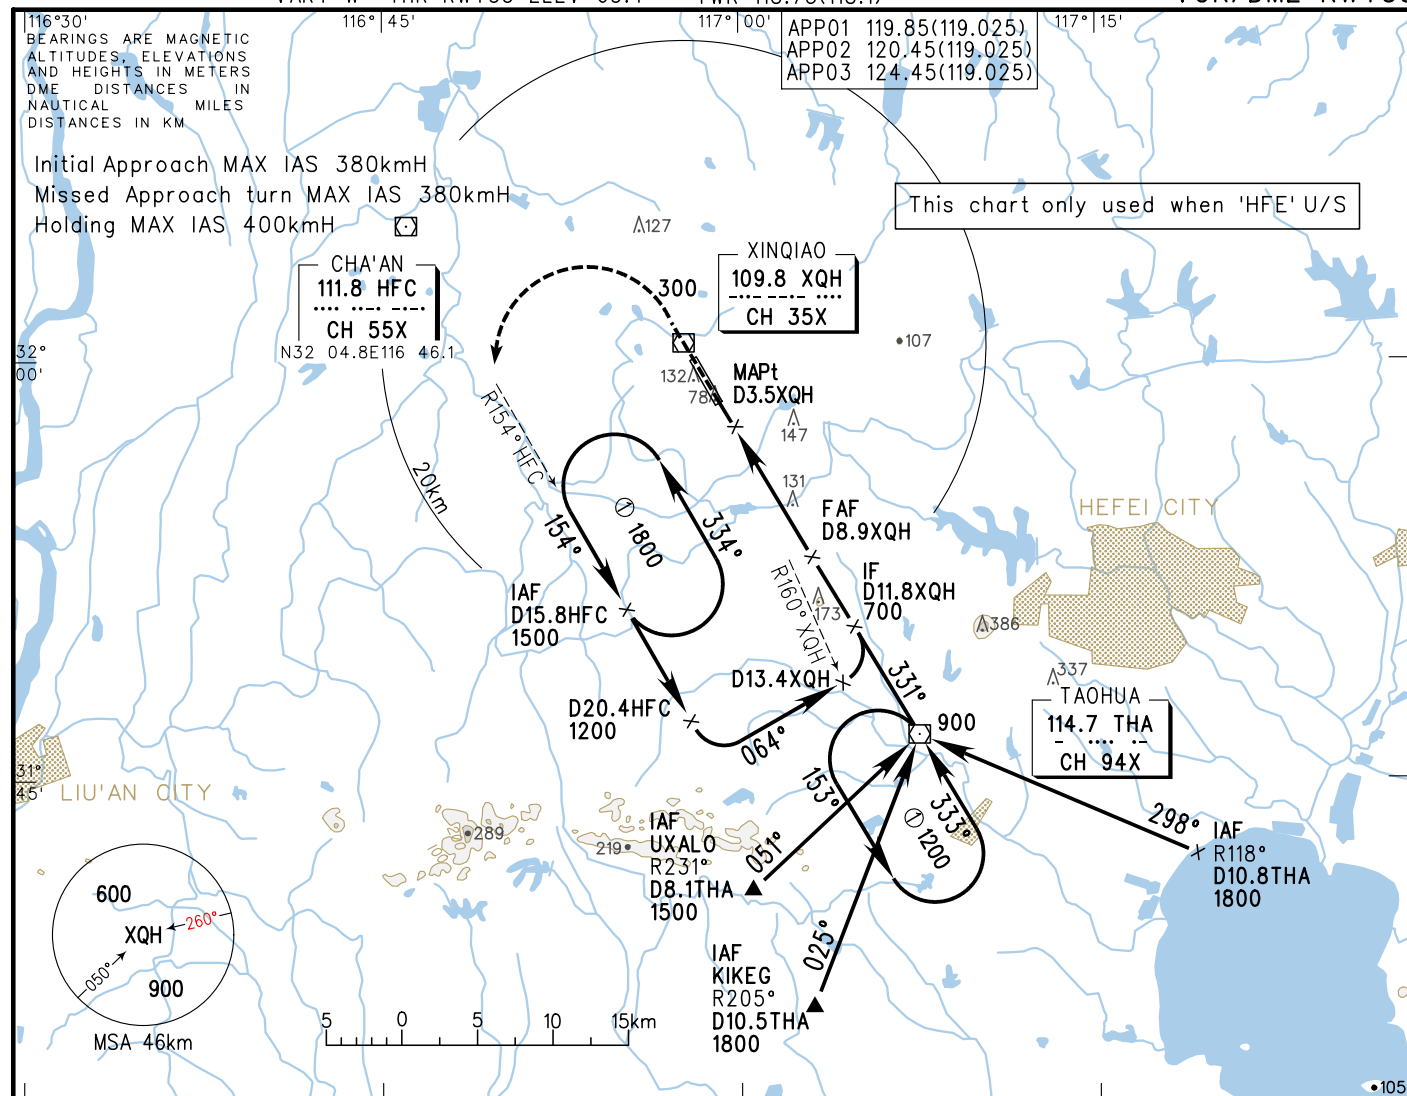 116°30'
116°45'
117°00'
117°15'
BEARINGS ARE MAGNETIC
ALTITUDES, ELEVATIONS
AND HEIGHTS IN METERS
DME DISTANCES IN
NAUTICAL MILES
DISTANCES IN KM
APP01 119.85(119.025)
APP02 120.45(119.025)
APP03 124.45(119.025)
Initial Approach MAX IAS 380kmH
Missed Approach turn MAX IAS 380kmH
Holding MAX IAS 400kmH
This chart only used when 'HFE' U/S
127
CHA'AN
111.8 HFC
CH 55X
N32 04.8E116 46.1
XINQIAO
109.8 XQH
CH 35X
300
107
32°
00'
132
78
MAPt
D3.5XQH
147
R154° HFC
20km
131
HEFEI CITY
FAF
D8.9XQH
154°
① 1800
334°
R160° XQH
IF
D11.8XQH
700
173
386
IAF
D15.8HFC
1500
D13.4XQH
331°
337
D20.4HFC
1200
064°
900
TAOHUA
114.7 THA
CH 94X
31°
45'
LIU'AN CITY
153°
333°
① 1200
289
219
IAF
UXALO
R231°
D8.1THA
1500
051°
298°
IAF
R118°
D10.8THA
1800
025°
IAF
KIKEG
R205°
D10.5THA
1800
600
XQH
260°
050°
900
MSA 46km
5 0 5 10 15km
105